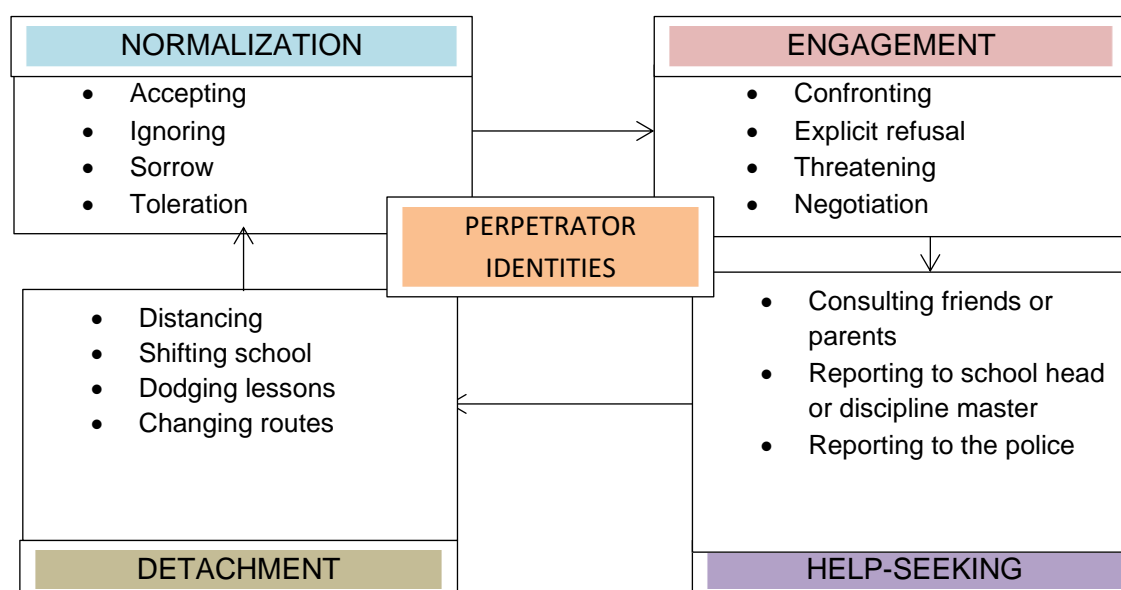 NORMALIZATION
• Accepting
• Ignoring
• Sorrow
• Toleration
ENGAGEMENT
• Confronting
• Explicit refusal
• Threatening
• Negotiation
PERPETRATOR
IDENTITIES
• Distancing
• Shifting school
• Dodging lessons
• Changing routes
DETACHMENT
• Consulting friends or
parents
• Reporting to school head
or discipline master
• Reporting to the police
HELP-SEEKING